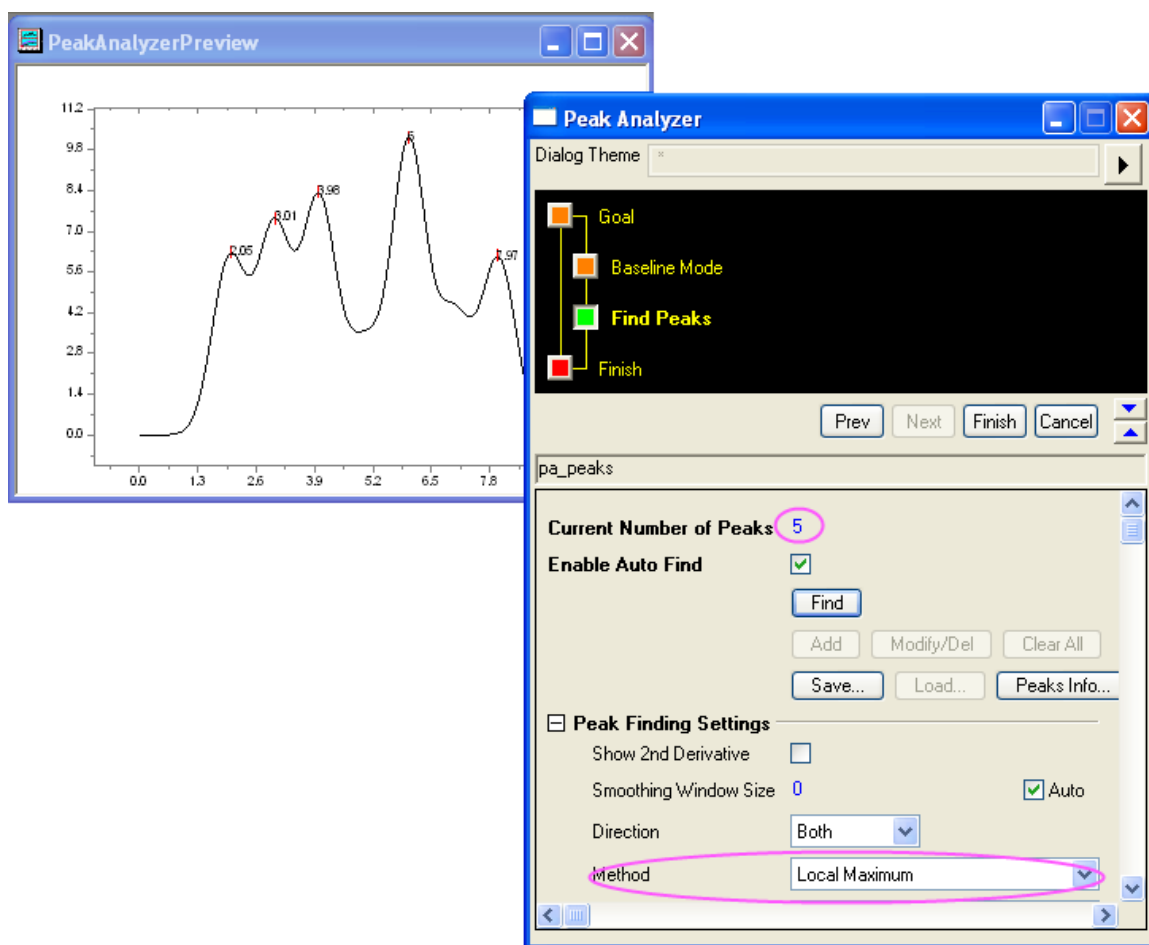 PeakAnalyzerPreview
11.2
9.8
8.4
7.0
5.6
4.2
2.8
1.4
0.0
0.0 1.3 2.6 3.9 5.2 6.5 7.8
2.05
3.01
3.98
5
Peak Analyzer
Dialog Theme *
Goal
Baseline Mode
Find Peaks
Finish
Prev Next Finish Cancel
pa_peaks
Current Number of Peaks 5
Enable Auto Find
Find
Add Modify/Del Clear All
Save... Load... Peaks Info...
Peak Finding Settings
Show 2nd Derivative
Smoothing Window Size 0 Auto
Direction Both
Method Local Maximum